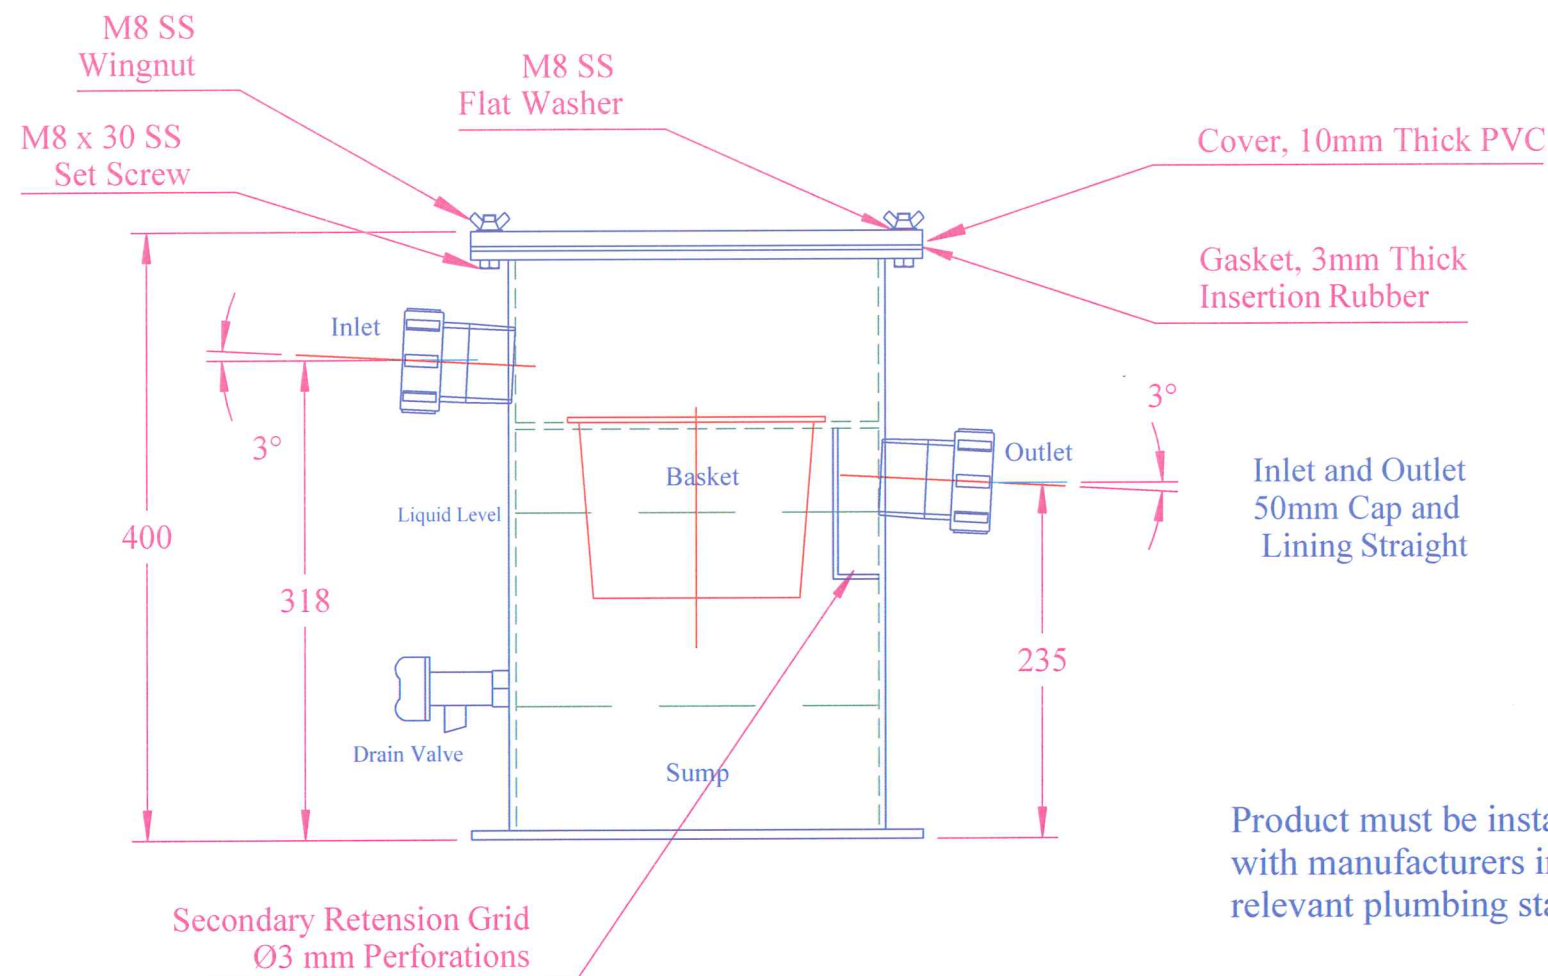 M8 SS
Wingnut
M8 SS
Flat Washer
M8 x 30 SS
Set Screw
Cover, 10mm Thick PVC
Gasket, 3mm Thick
Insertion Rubber
Inlet
3°
3°
Outlet
Basket
Inlet and Outlet
50mm Cap and
Lining Straight
Liquid Level
400
318
235
Drain Valve
Sump
Product must be insta
with manufacturers i
relevant plumbing sta
Secondary Retension Grid
Ø3 mm Perforations